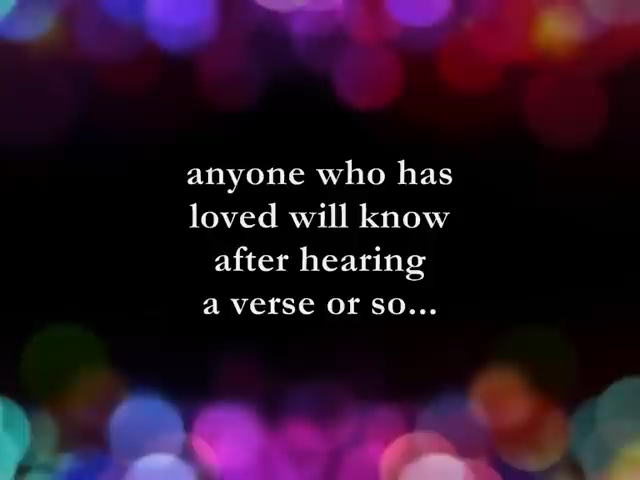 anyone who has
loved will know
after hearing
a verse or so...